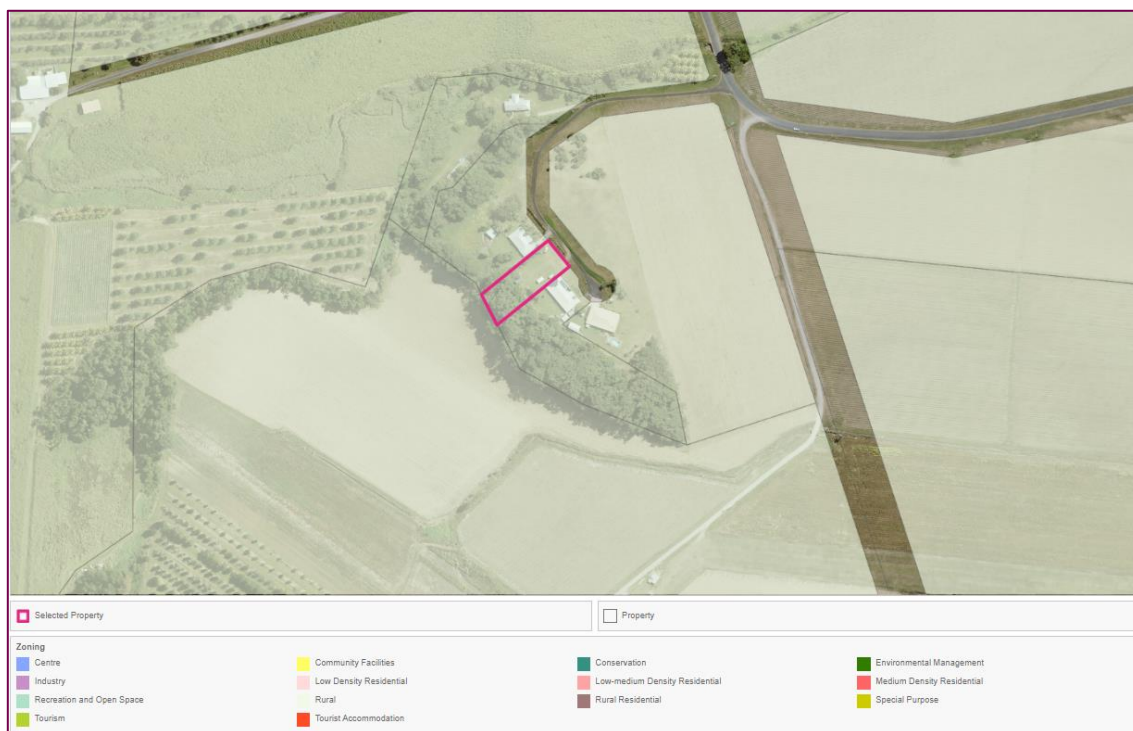 Selected Property
Property
Zoning
Centre
Community Facilities
Conservation
Environmental Management
Industry
Low Density Residential
Low-medium Density Residential
Medium Density Residential
Recreation and Open Space
Rural
Rural Residential
Special Purpose
Tourism
Tourist Accommodation